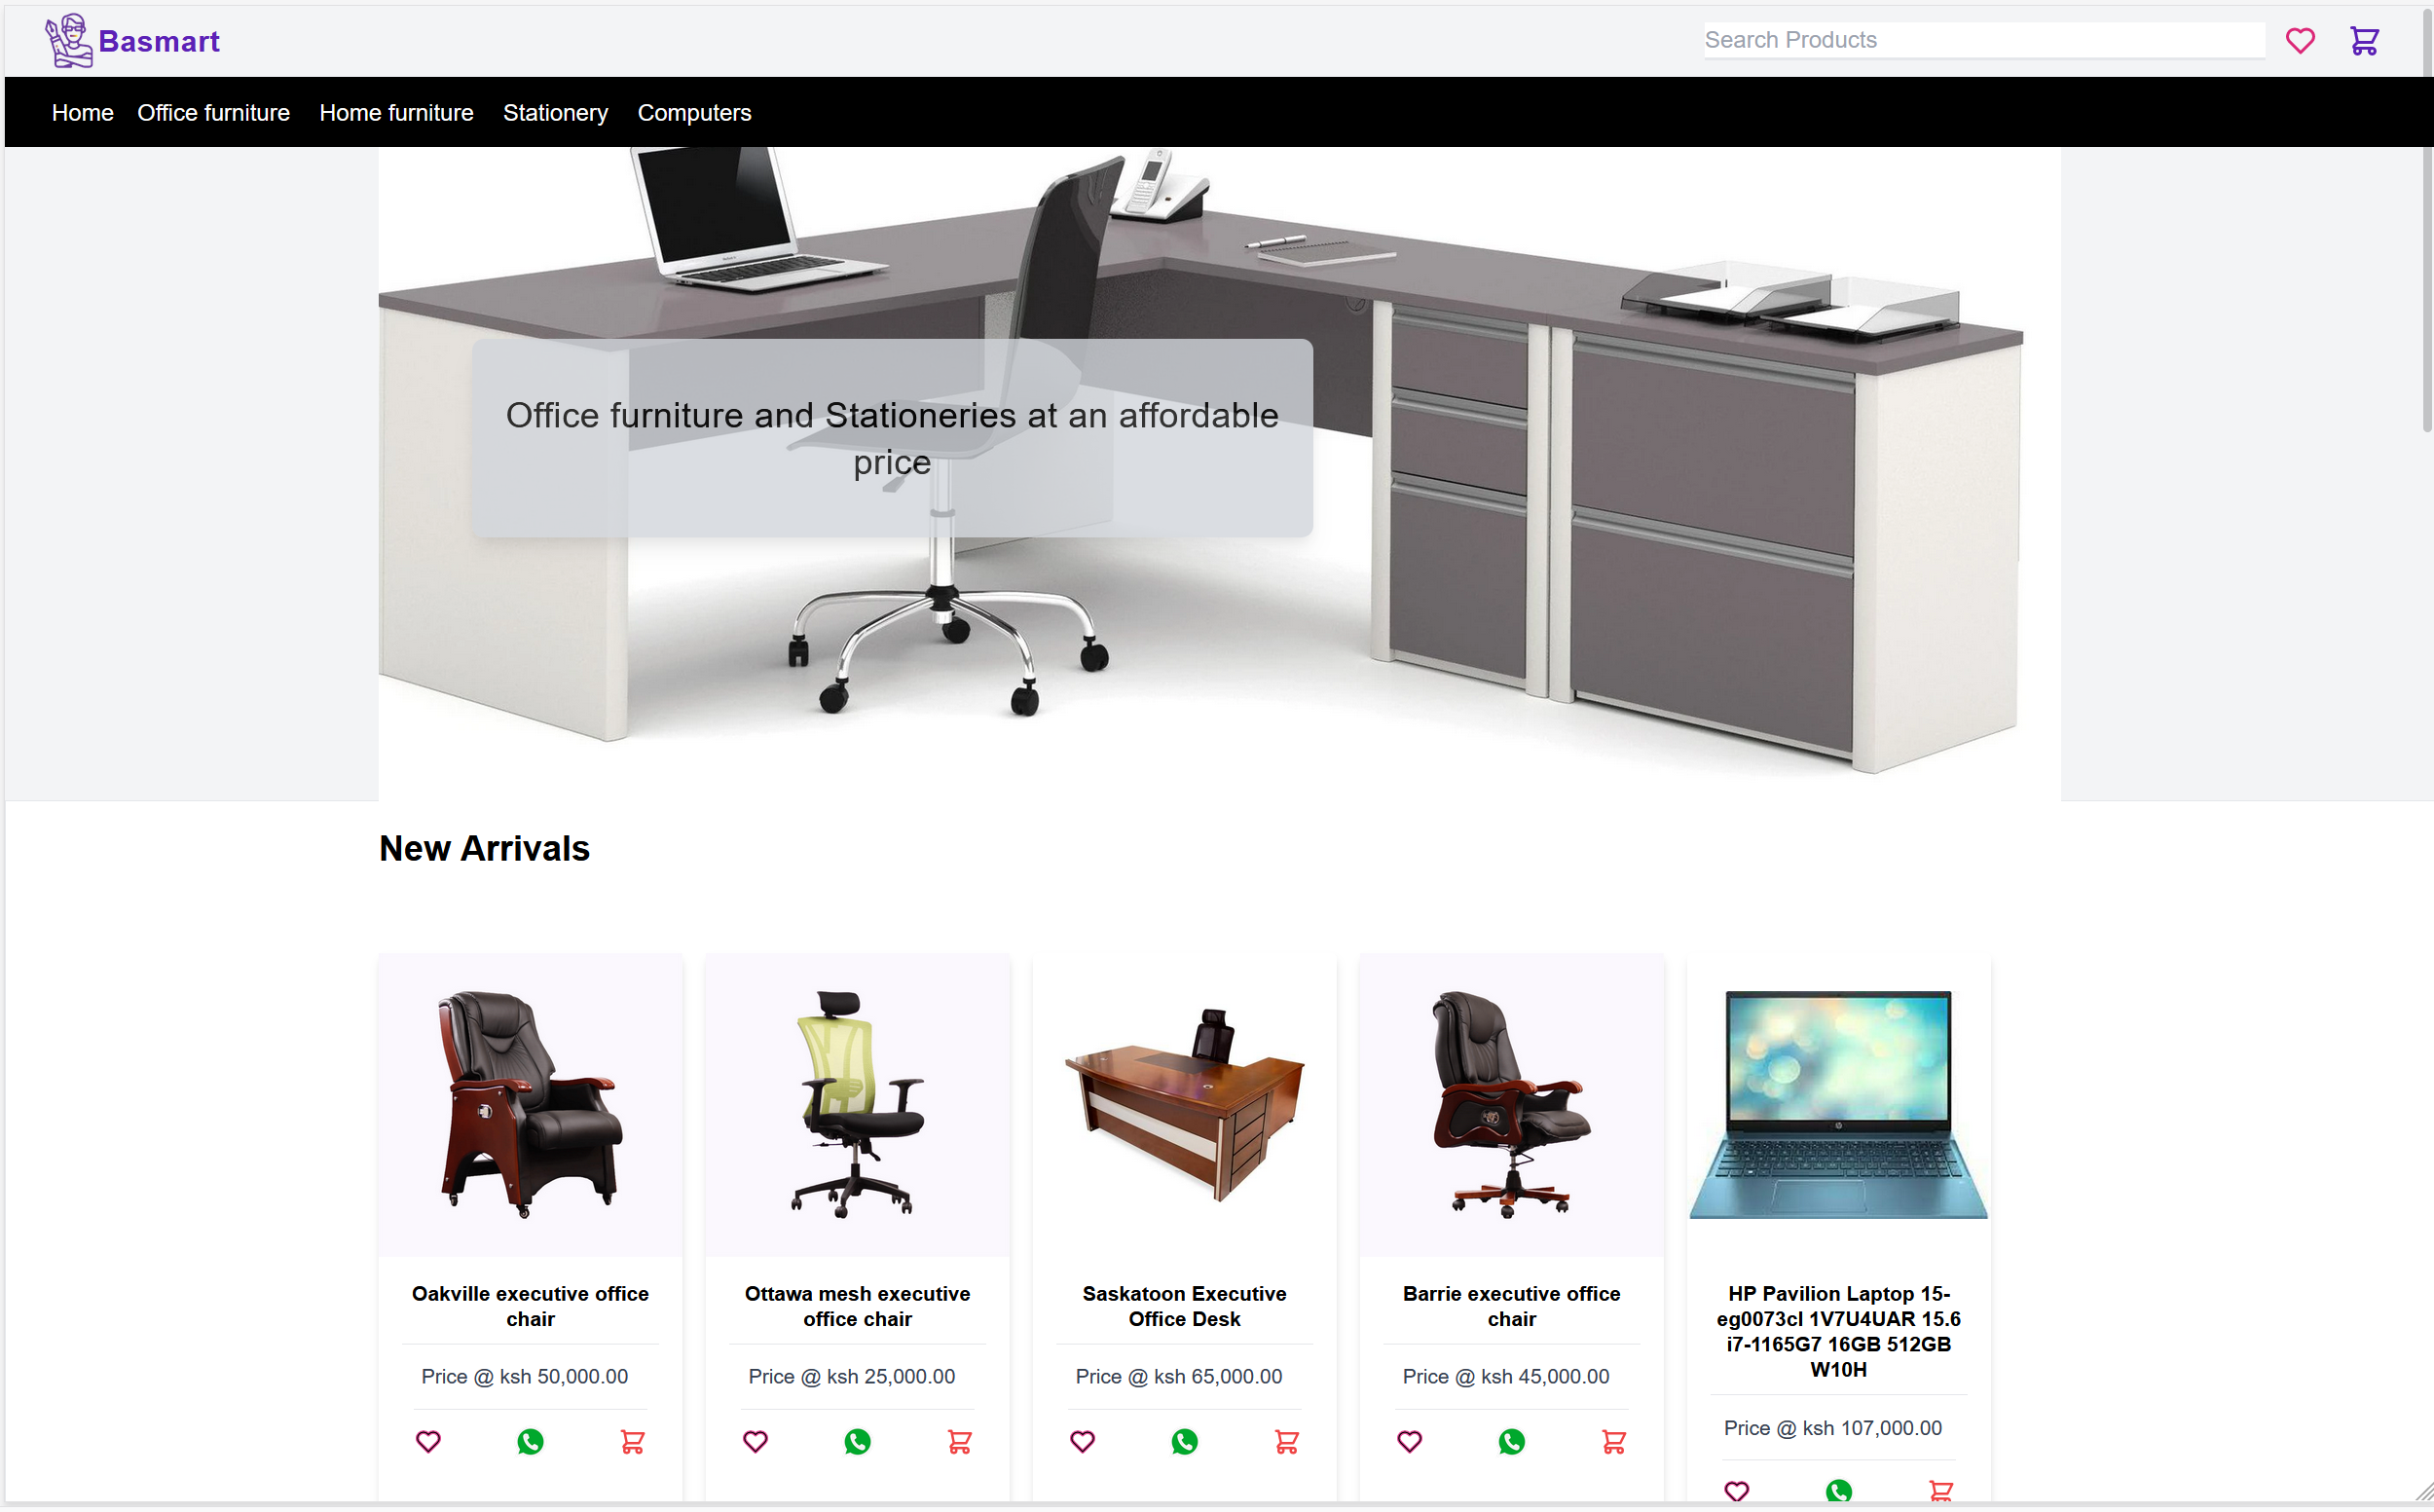 Basmart
Search Products
Home Office furniture Home furniture Stationery Computers
Office furniture and Stationeries at an affordable
price
New Arrivals
Oakville executive office
chair
Price @ ksh 50,000.00
Ottawa mesh executive
office chair
Price @ ksh 25,000.00
Saskatoon Executive
Office Desk
Price @ ksh 65,000.00
Barrie executive office
chair
Price @ ksh 45,000.00
HP Pavilion Laptop 15-
eg0073cl 1V7U4UAR 15.6
i7-1165G7 16GB 512GB
W10H
Price @ ksh 107,000.00